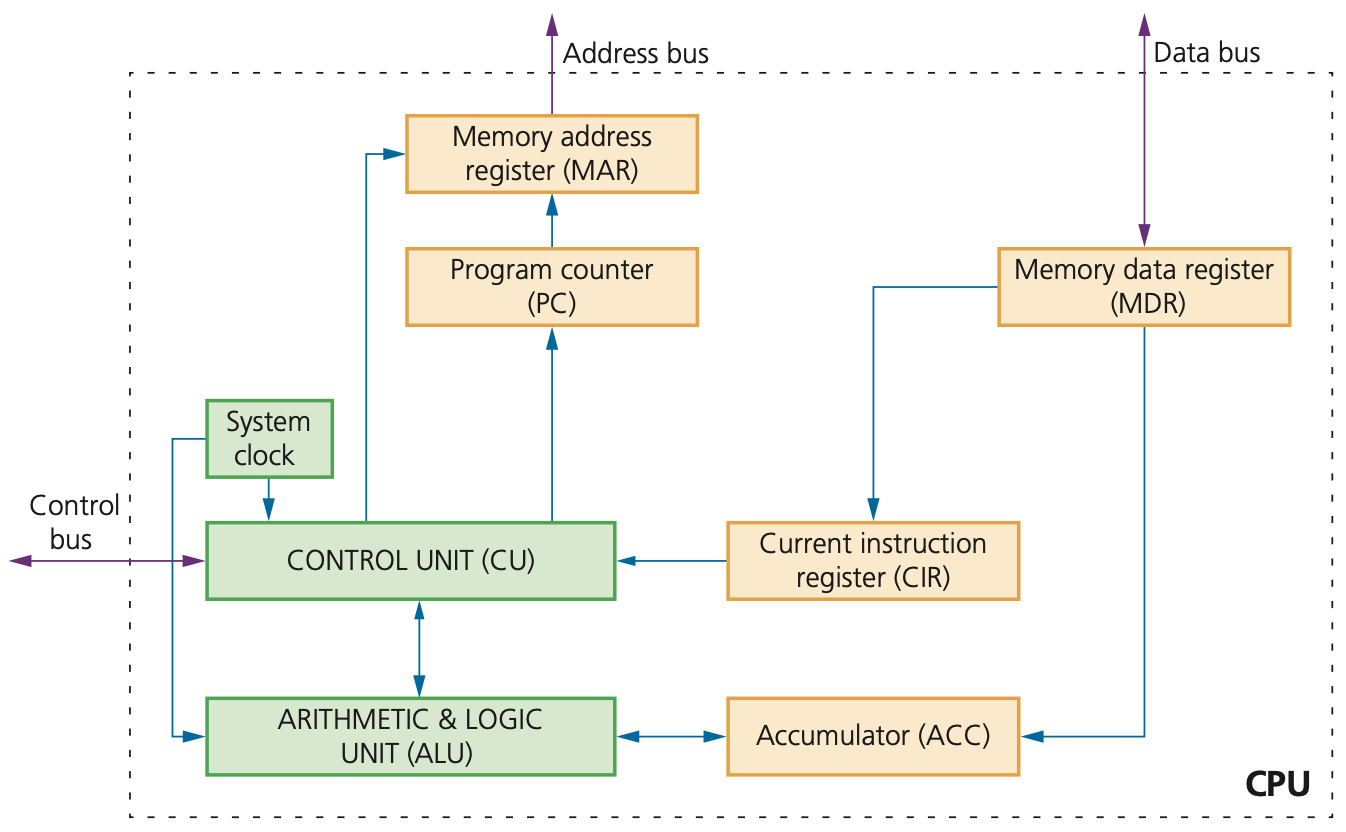 Address bus
Data bus
Memory address
register (MAR)
Program counter
(PC)
Memory data register
(MDR)
System
clock
Control
bus
CONTROL UNIT (CU)
Current instruction
register (CIR)
ARITHMETIC & LOGIC
UNIT (ALU)
Accumulator (ACC)
CPU